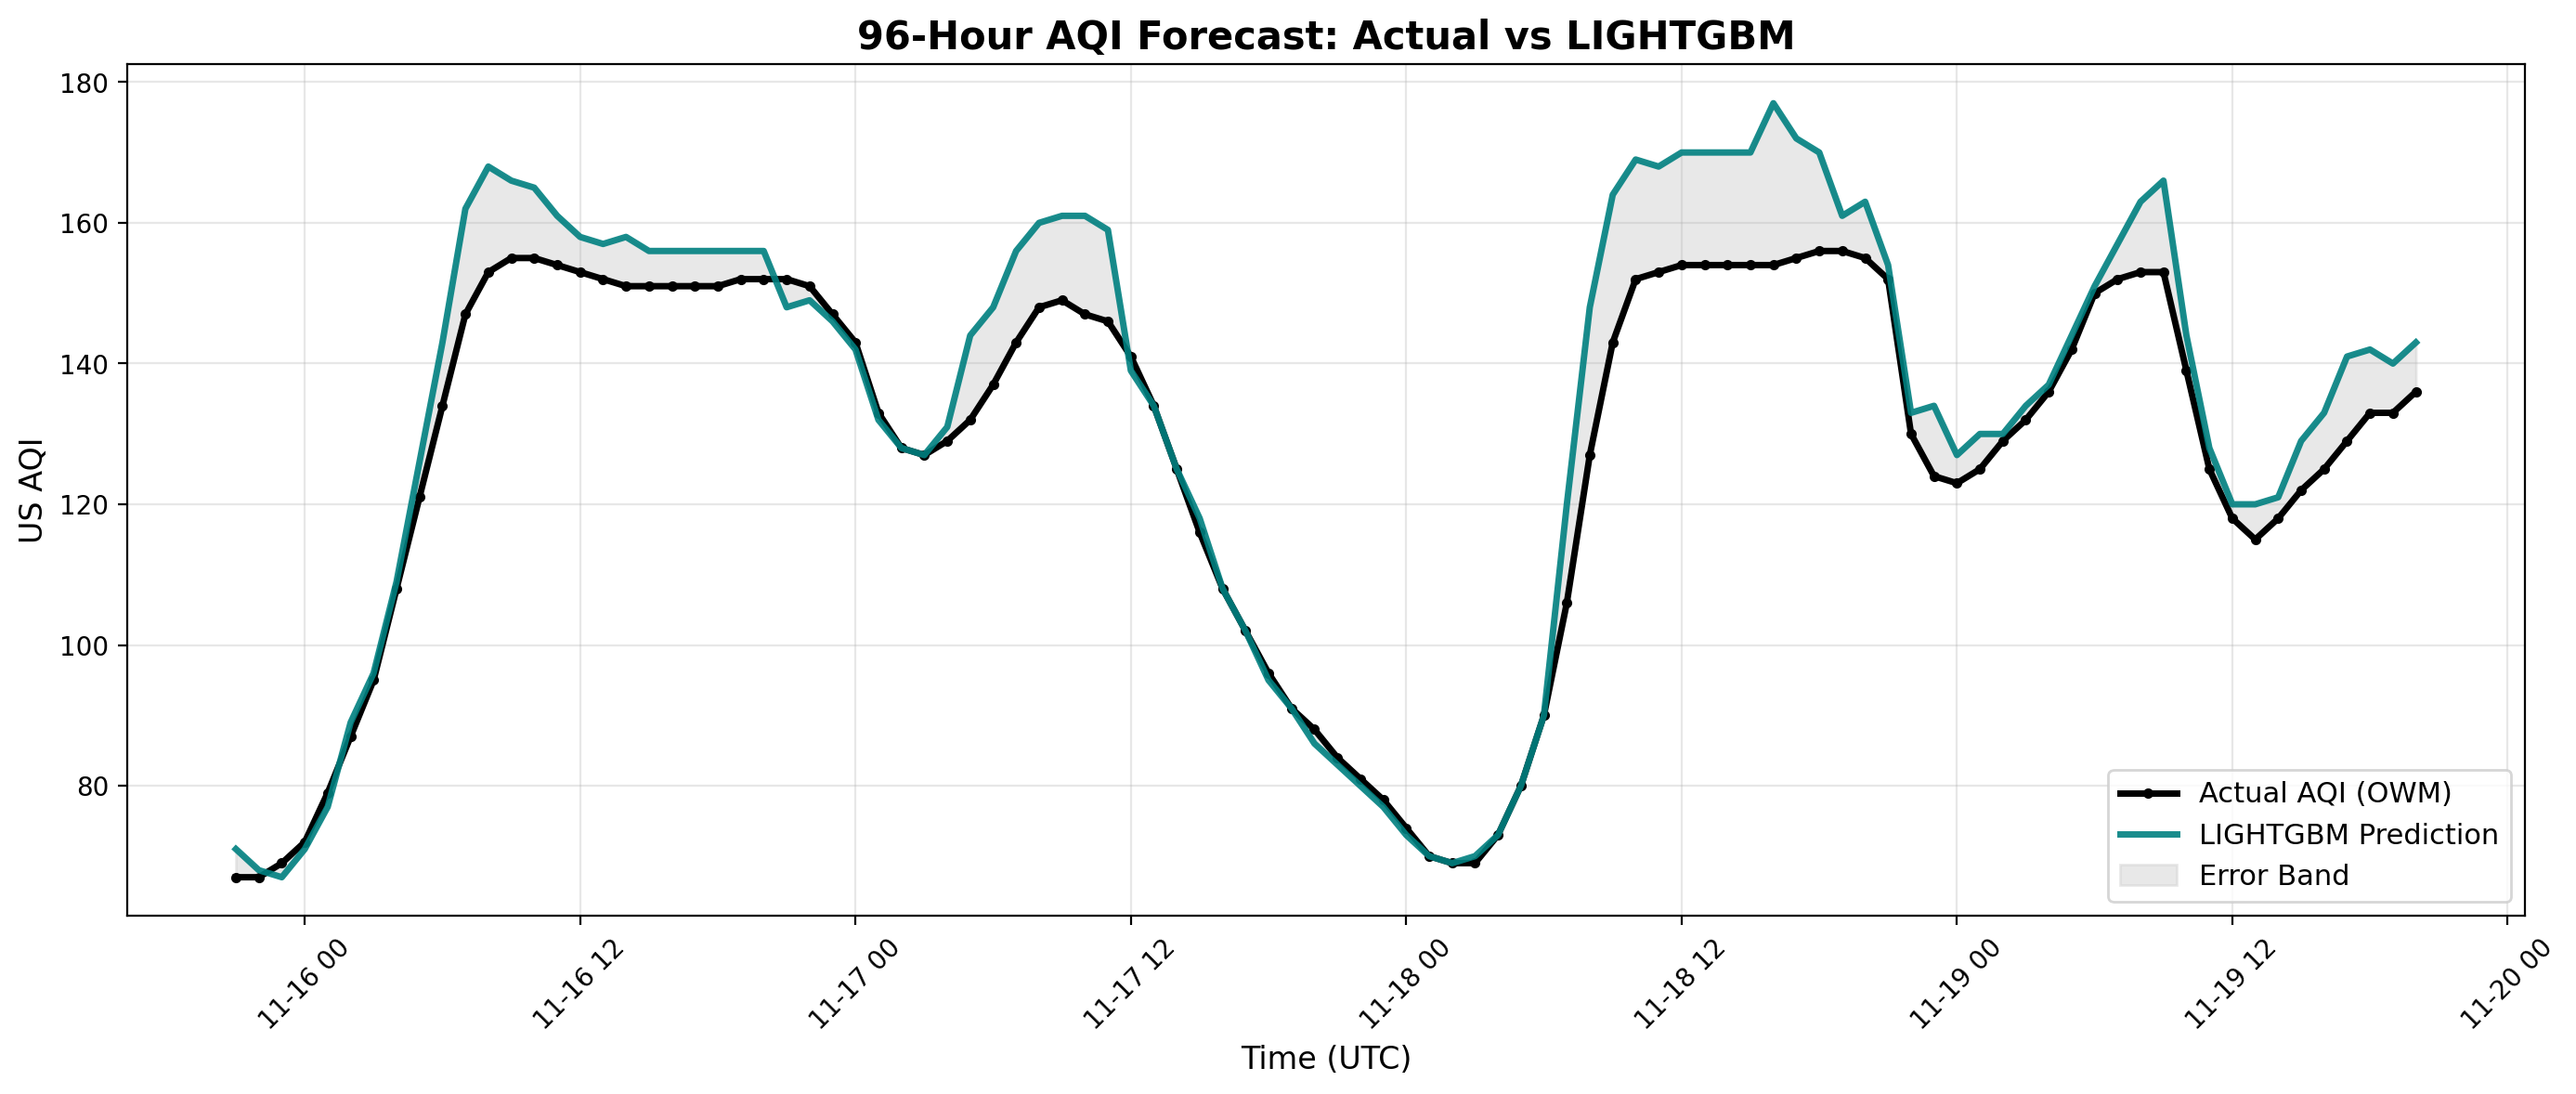 96-Hour AQI Forecast: Actual vs LIGHTGBM
US AQI
180
160
140
120
100
80
Actual AQI (OWM)
LIGHTGBM Prediction
Error Band
11-16 00
11-16 12
11-17 00
11-17 12
11-18 00
11-18 12
11-19 00
11-19 12
11-20 00
Time (UTC)